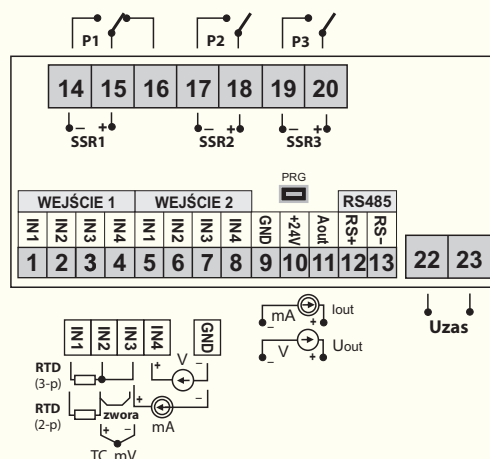 P1 P2 P3
14 15 16 17 18 19 20
– + – + – +
SSR1 SSR2 SSR3
PRG
WEJŚCIE 1 WEJŚCIE 2 RS485
IN1 IN2 IN3 IN4 IN1 IN2 IN3 IN4 GND +24V Aout RS+ RS-
1 2 3 4 5 6 7 8 9 10 11 12 13 22 23
Uzas
– mA + Iout
– V + Uout
IN1 IN2 IN3 IN4 GND
RTD
(3-p)
+ V –
RTD
(2-p)
zwora
+ mA –
+ –
TC, mV